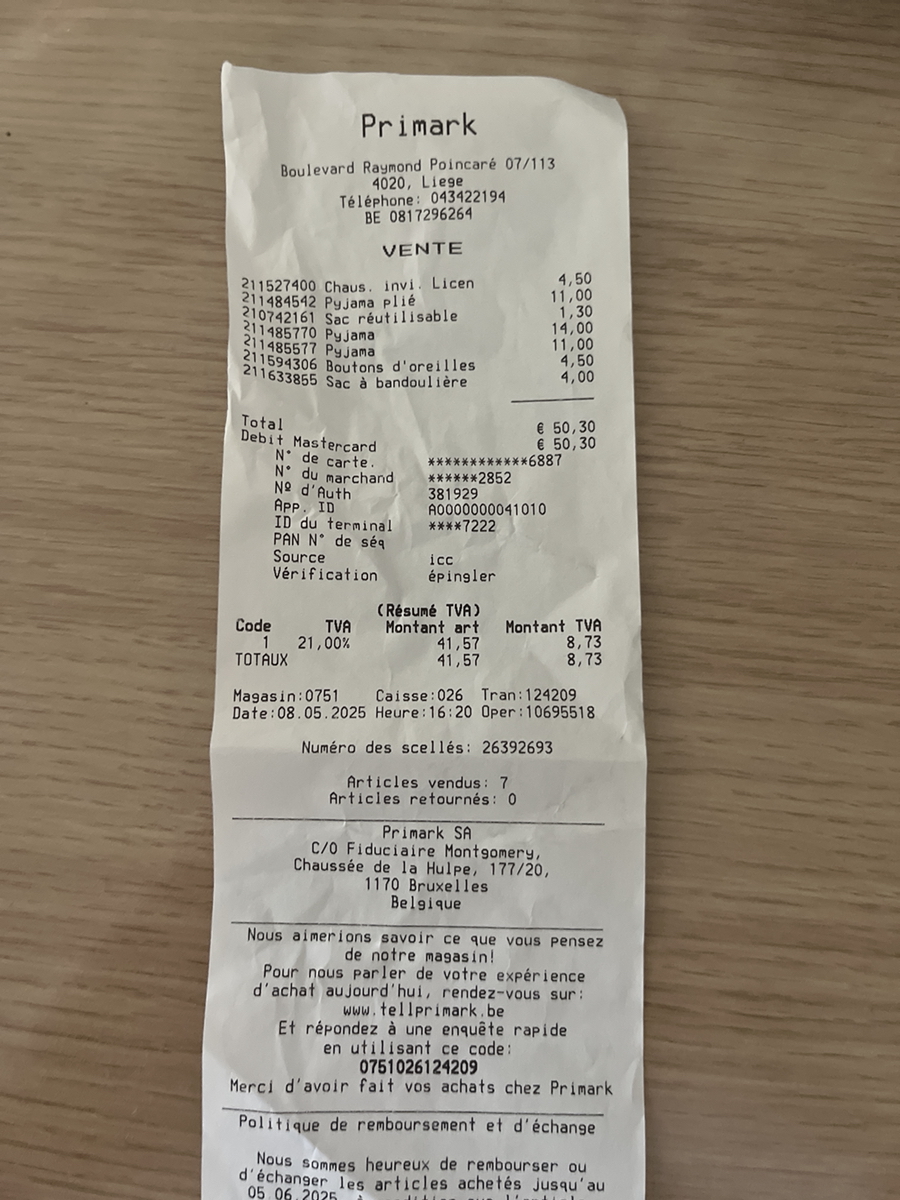 Primark
Boulevard Raymond Poincaré 07/113
4020, Liege
Téléphone: 043422194
BE 0817296264
VENTE
211527400 Chaus. invi. Licen 4,50
211484542 Pyjama plié 11,00
210742161 Sac réutilisable 1,30
211485770 Pyjama 14,00
211485577 Pyjama 11,00
211594306 Boutons d'oreilles 4,50
211633855 Sac à bandoulière 4,00
Total € 50,30
Debit Mastercard € 50,30
N° de carte. ************6887
N° du marchand ******2852
Nº d'Auth 381929
App. ID A0000000041010
ID du terminal ****7222
PAN N° de séq
Source icc
Vérification épingler
(Résumé TVA)
Code TVA Montant art Montant TVA
1 21,00% 41,57 8,73
TOTAUX 41,57 8,73
Magasin:0751 Caisse:026 Tran:124209
Date:08.05.2025 Heure:16:20 Oper:10695518
Numéro des scellés: 26392693
Articles vendus: 7
Articles retournés: 0
Primark SA
C/O Fiduciaire Montgomery,
Chaussée de la Hulpe, 177/20,
1170 Bruxelles
Belgique
Nous aimerions savoir ce que vous pensez
de notre magasin!
Pour nous parler de votre expérience
d'achat aujourd'hui, rendez-vous sur:
www.tellprimark.be
Et répondez à une enquête rapide
en utilisant ce code:
0751026124209
Merci d'avoir fait vos achats chez Primark
Politique de remboursement et d'échange
Nous sommes heureux de rembourser ou
d'échanger les articles achetés jusqu'au
05.06.2025